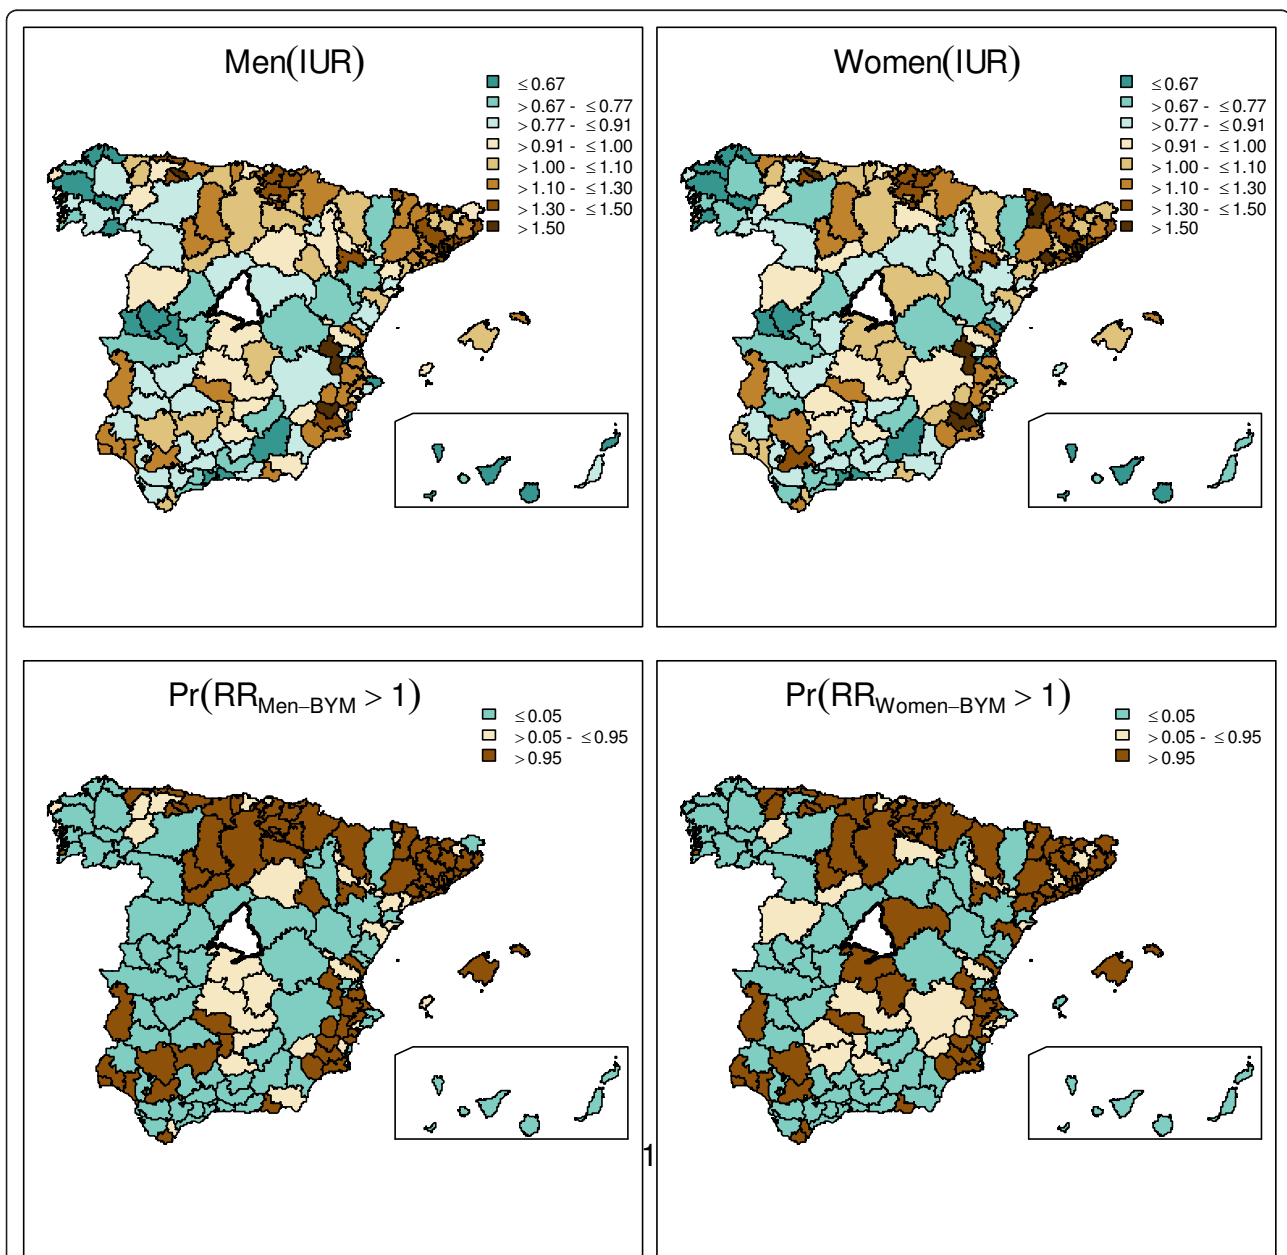 Men(IUR)
≤0.67
>0.67 - ≤0.77
>0.77 - ≤0.91
>0.91 - ≤1.00
>1.00 - ≤1.10
>1.10 - ≤1.30
>1.30 - ≤1.50
>1.50
Women(IUR)
≤0.67
>0.67 - ≤0.77
>0.77 - ≤0.91
>0.91 - ≤1.00
>1.00 - ≤1.10
>1.10 - ≤1.30
>1.30 - ≤1.50
>1.50
Pr(RR Men–BYM > 1)
≤0.05
>0.05 - ≤0.95
>0.95
Pr(RR Women–BYM > 1)
≤0.05
>0.05 - ≤0.95
>0.95
1